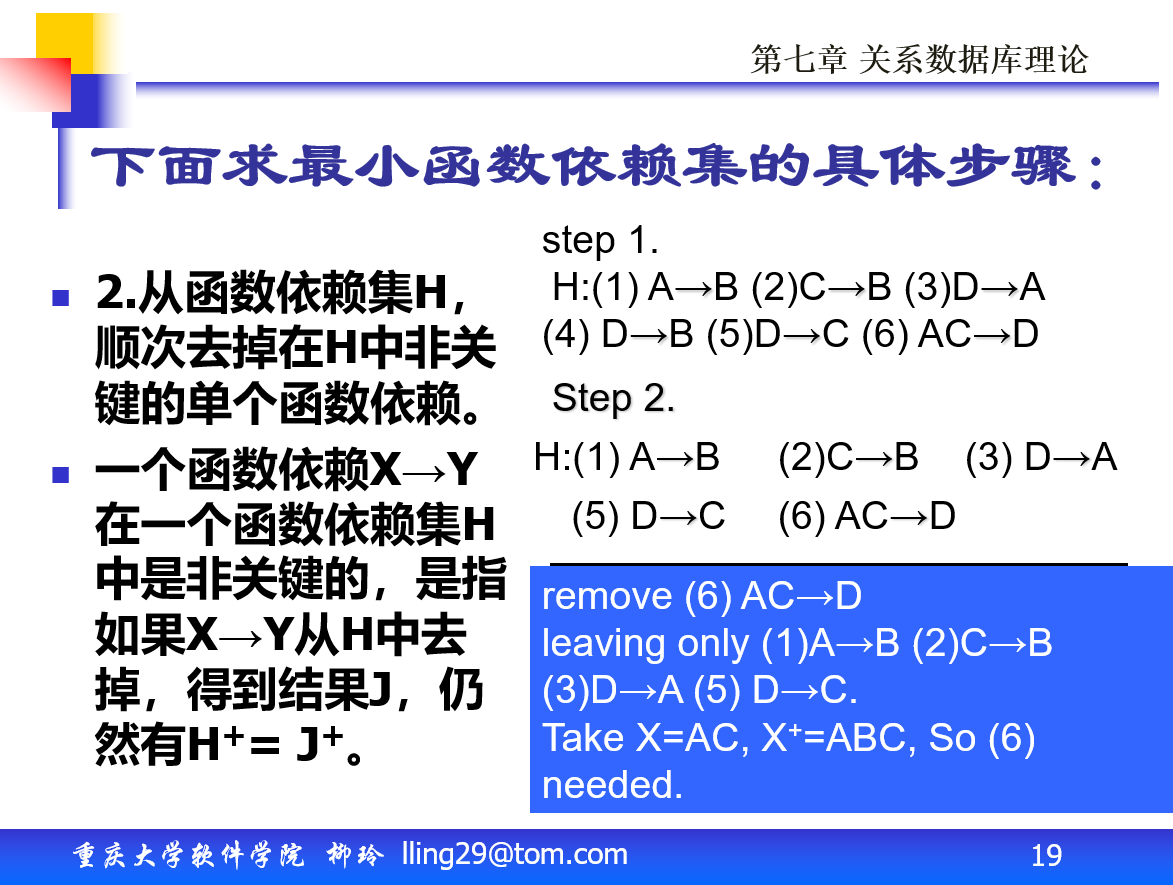 第七章 关系数据库理论
下面求最小函数依赖集的具体步骤:
2.从函数依赖集H，
顺次去掉在H中非关
键的单个函数依赖。
一个函数依赖X→Y
在一个函数依赖集H
中是非关键的，是指
如果X→Y从H中去
掉，得到结果J，仍
然有H⁺= J⁺。
step 1.
H:(1) A→B (2)C→B (3)D→A
(4) D→B (5)D→C (6) AC→D
Step 2.
H:(1) A→B (2)C→B (3) D→A
(5) D→C (6) AC→D
remove (6) AC→D
leaving only (1)A→B (2)C→B
(3)D→A (5) D→C.
Take X=AC, X⁺=ABC, So (6)
needed.
重庆大学软件学院 柳玲 lling29@tom.com
19